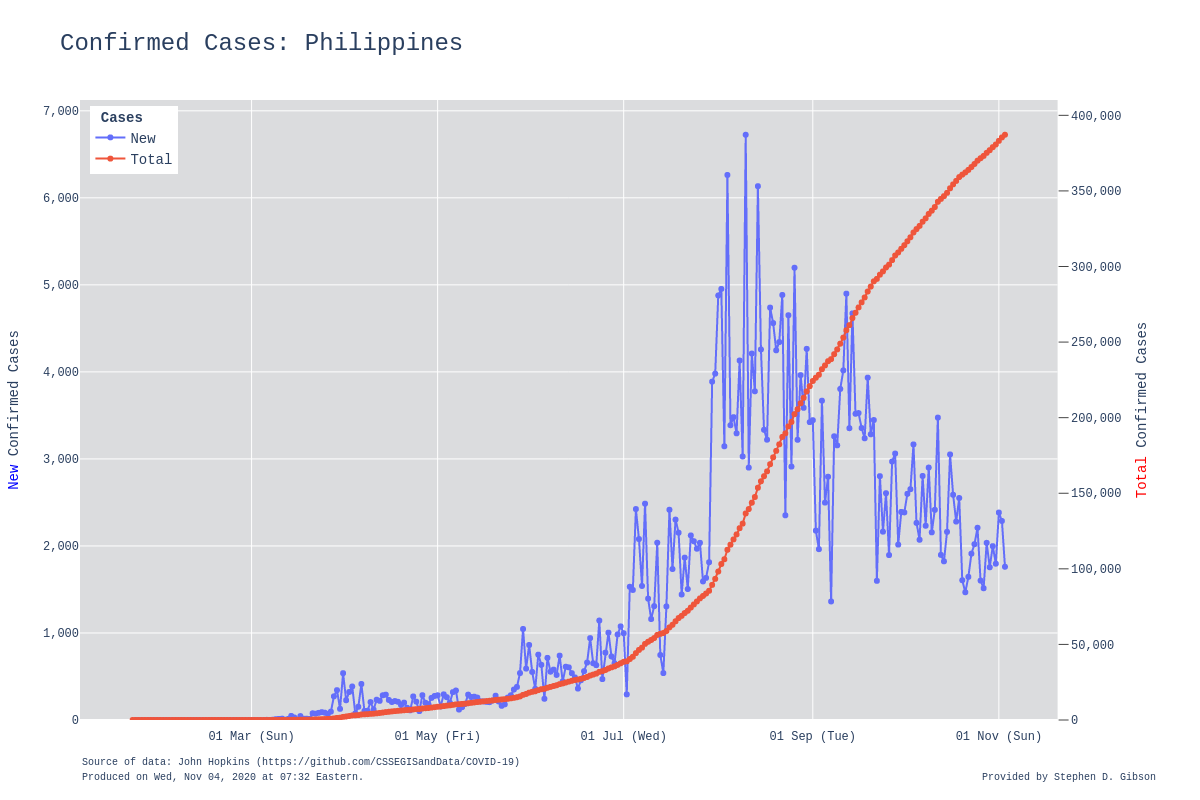 Confirmed Cases: Philippines
Cases
New
Total
7,000
6,000
5,000
4,000
3,000
2,000
1,000
0
New Confirmed Cases
400,000
350,000
300,000
250,000
200,000
150,000
100,000
50,000
0
Total Confirmed Cases
01 Mar (Sun) 01 May (Fri) 01 Jul (Wed) 01 Sep (Tue) 01 Nov (Sun)
Source of data: John Hopkins (https://github.com/CSSEGISandData/COVID-19)
Produced on Wed, Nov 04, 2020 at 07:32 Eastern.
Provided by Stephen D. Gibson